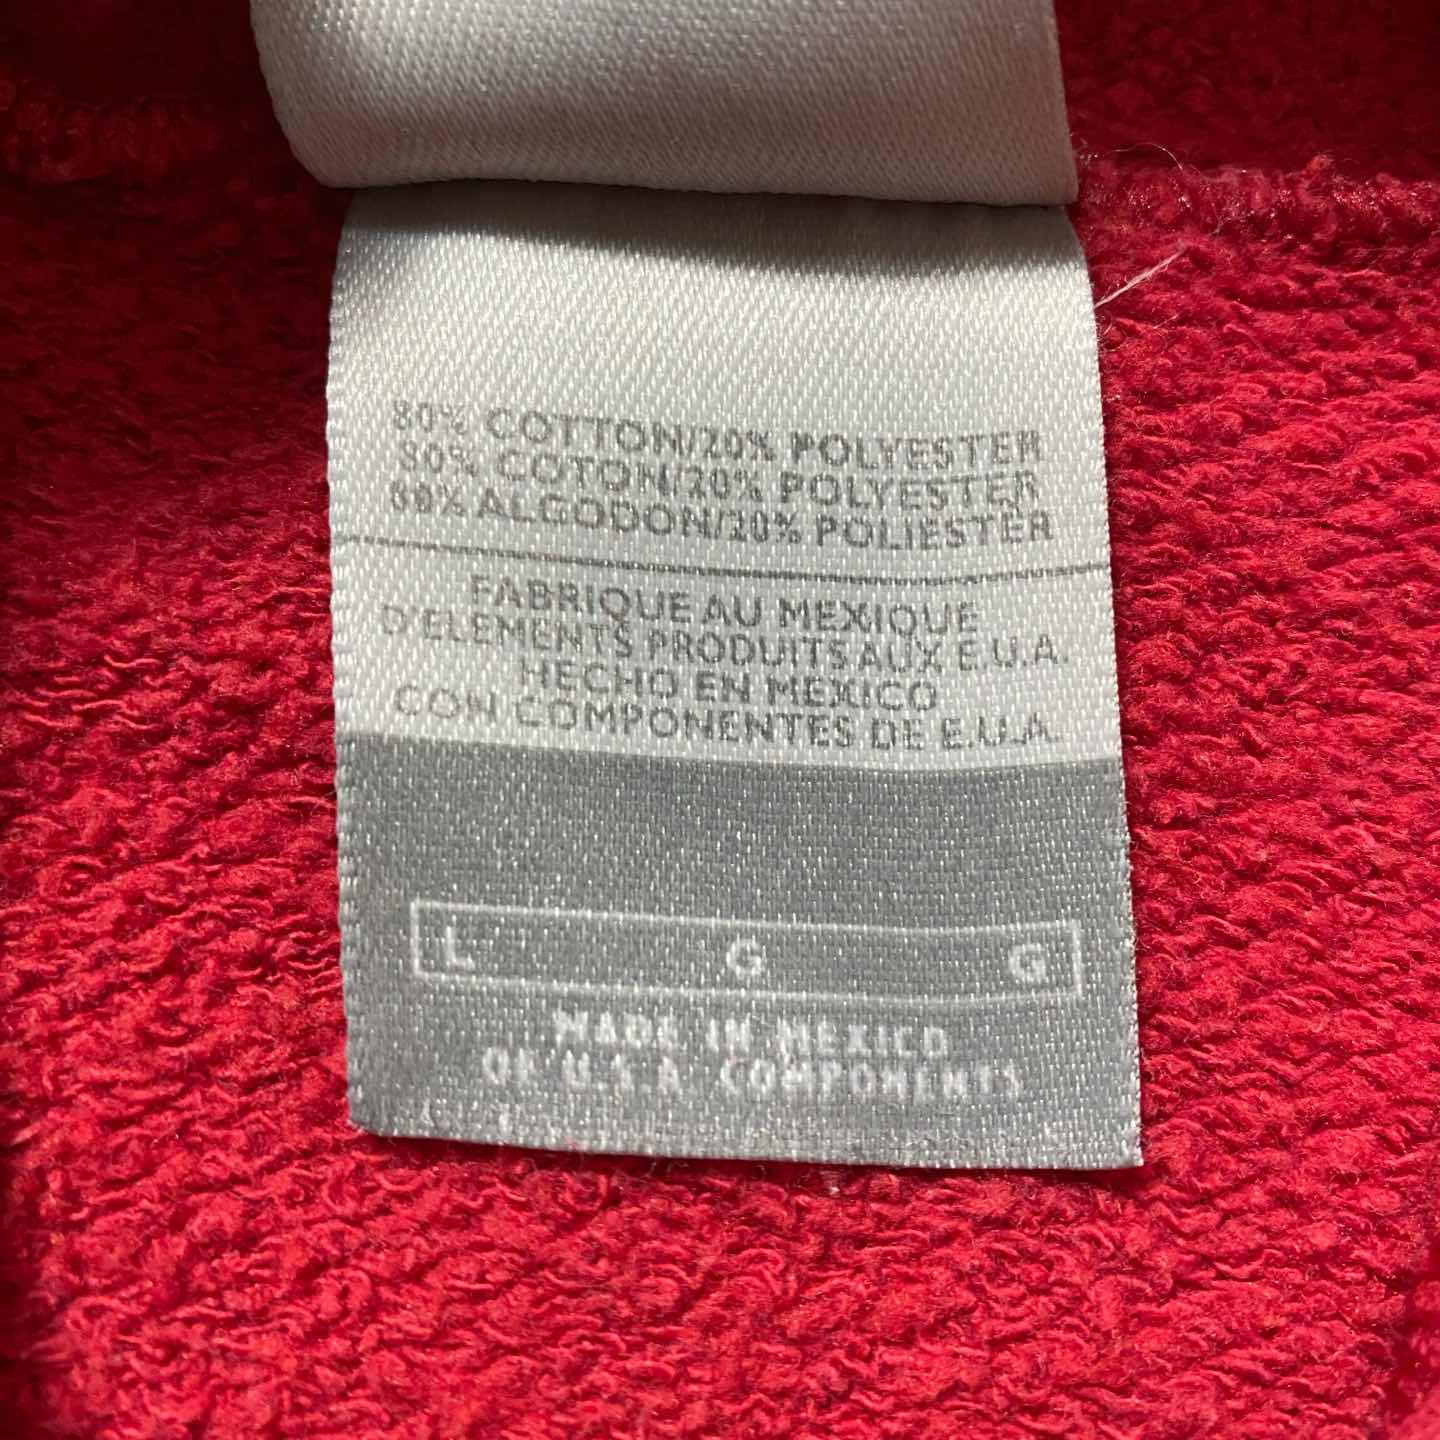 80% COTTON/20% POLYESTER
80% COTON/20% POLYESTER
80% ALGODON/20% POLIESTER
FABRIQUE AU MEXIQUE
D'ELEMENTS PRODUITS AUX E.U.A.
HECHO EN MEXICO
CON COMPONENTES DE E.U.A.
L G G
MADE IN MEXICO
OF U.S.A. COMPONENTS